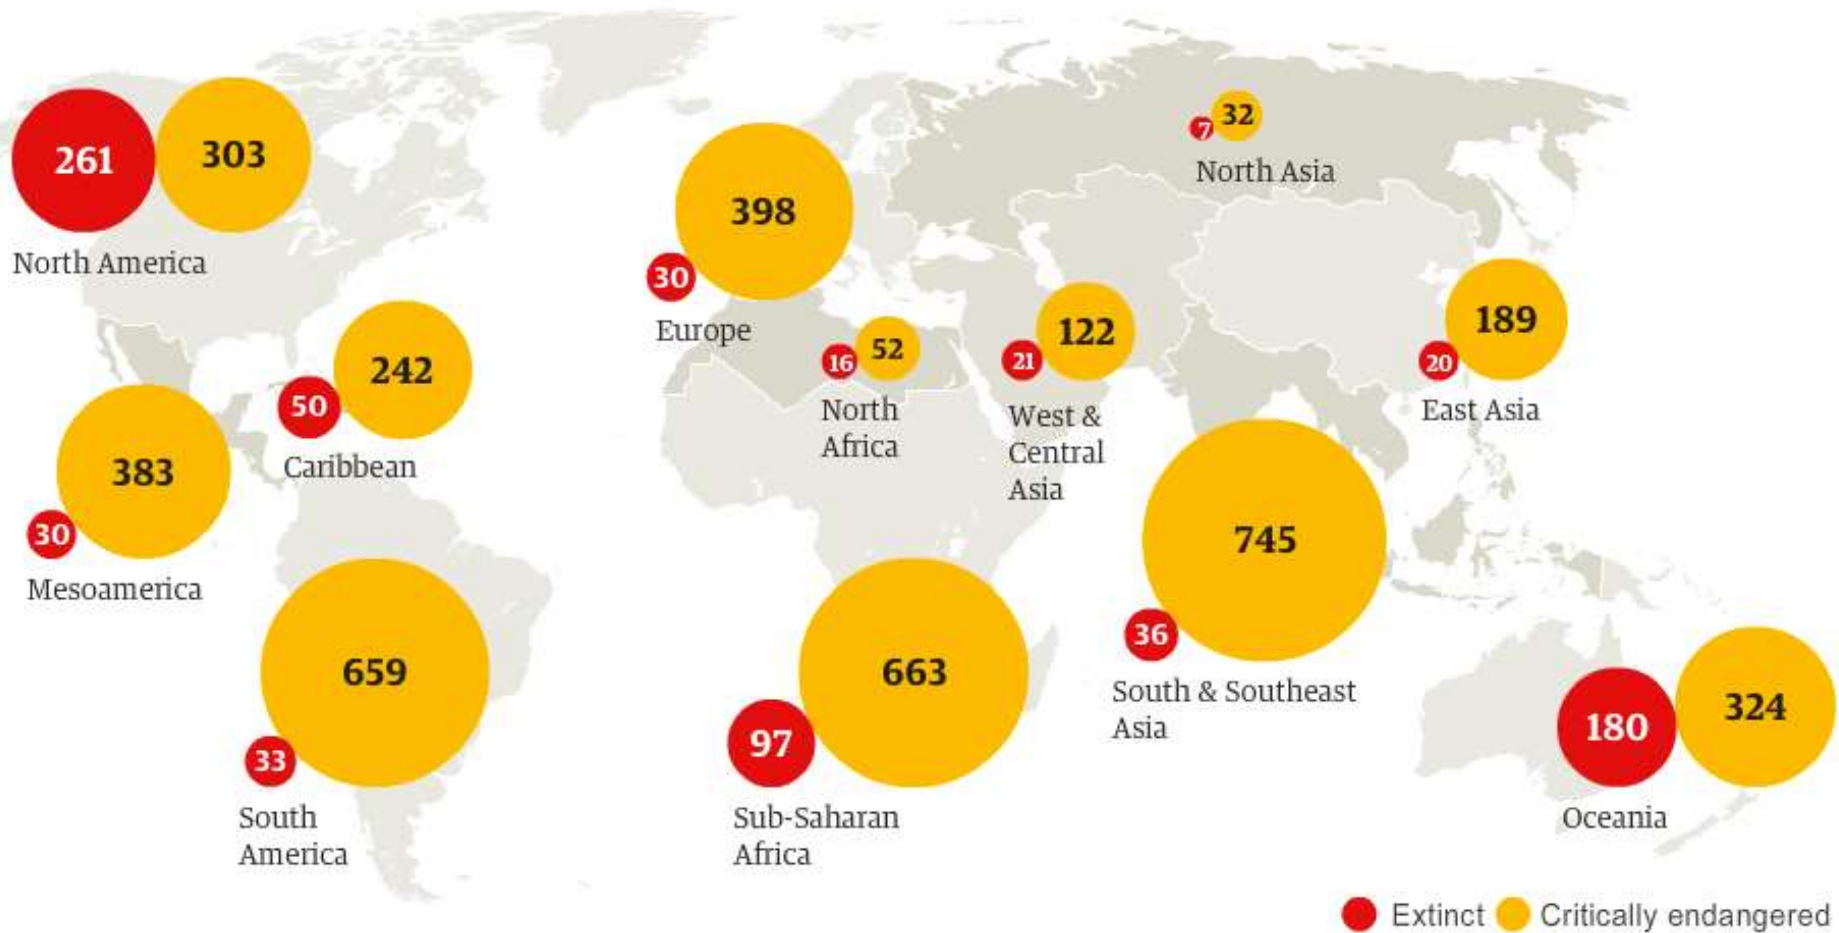 261
303
North America
242
50
Caribbean
383
30
Mesoamerica
659
33
South
America
398
30
Europe
16
52
North
Africa
7
32
North Asia
122
21
West &
Central
Asia
189
20
East Asia
745
36
South & Southeast
Asia
663
97
Sub-Saharan
Africa
180
324
Oceania
Extinct
Critically endangered